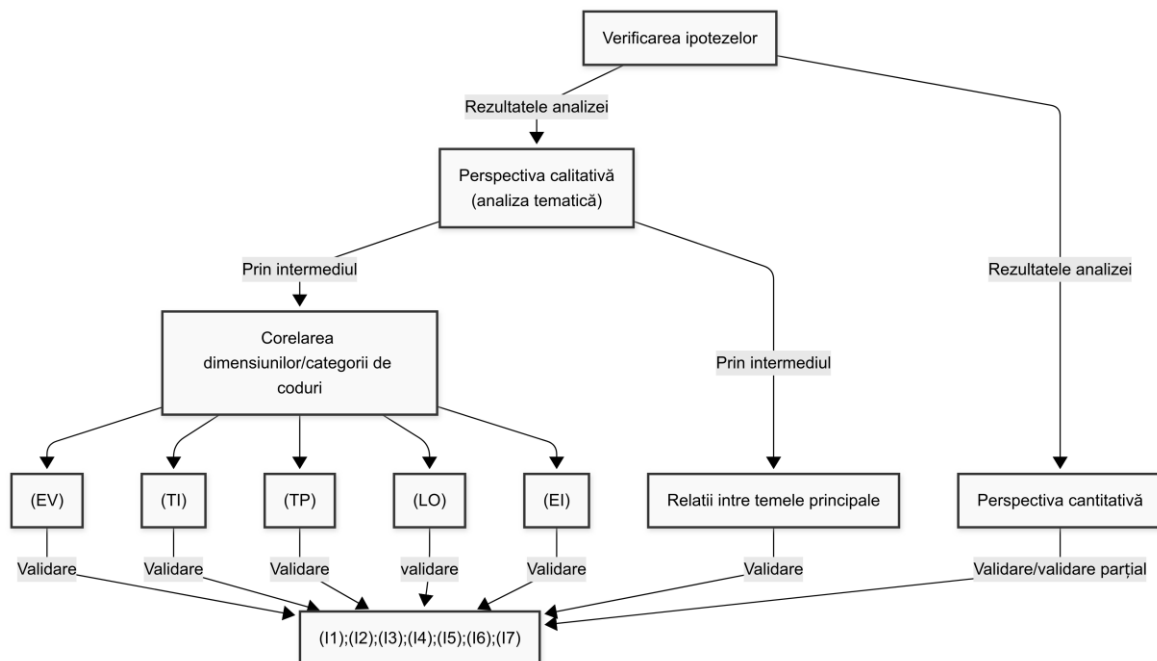 Verificarea ipotezelor
Rezultatele analizei
Perspectiva calitativă
(analiza tematică)
Prin intermediul
Rezultatele analizei
Corelarea
dimensiunilor/categorii de
coduri
Prin intermediul
(EV)
(TI)
(TP)
(LO)
(EI)
Relatii intre temele principale
Perspectiva cantitativă
Validare
Validare
Validare
validare
Validare
Validare
Validare/validare parțial
(I1);(I2);(I3);(I4);(I5);(I6);(I7)